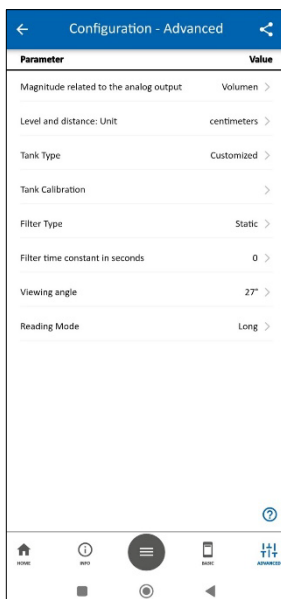 Configuration - Advanced
Parameter Value
Magnitude related to the analog output Volumen
Level and distance: Unit centimeters
Tank Type Customized
Tank Calibration
Filter Type Static
Filter time constant in seconds 0
Viewing angle 27°
Reading Mode Long
HOME INFO BASIC ADVANCED